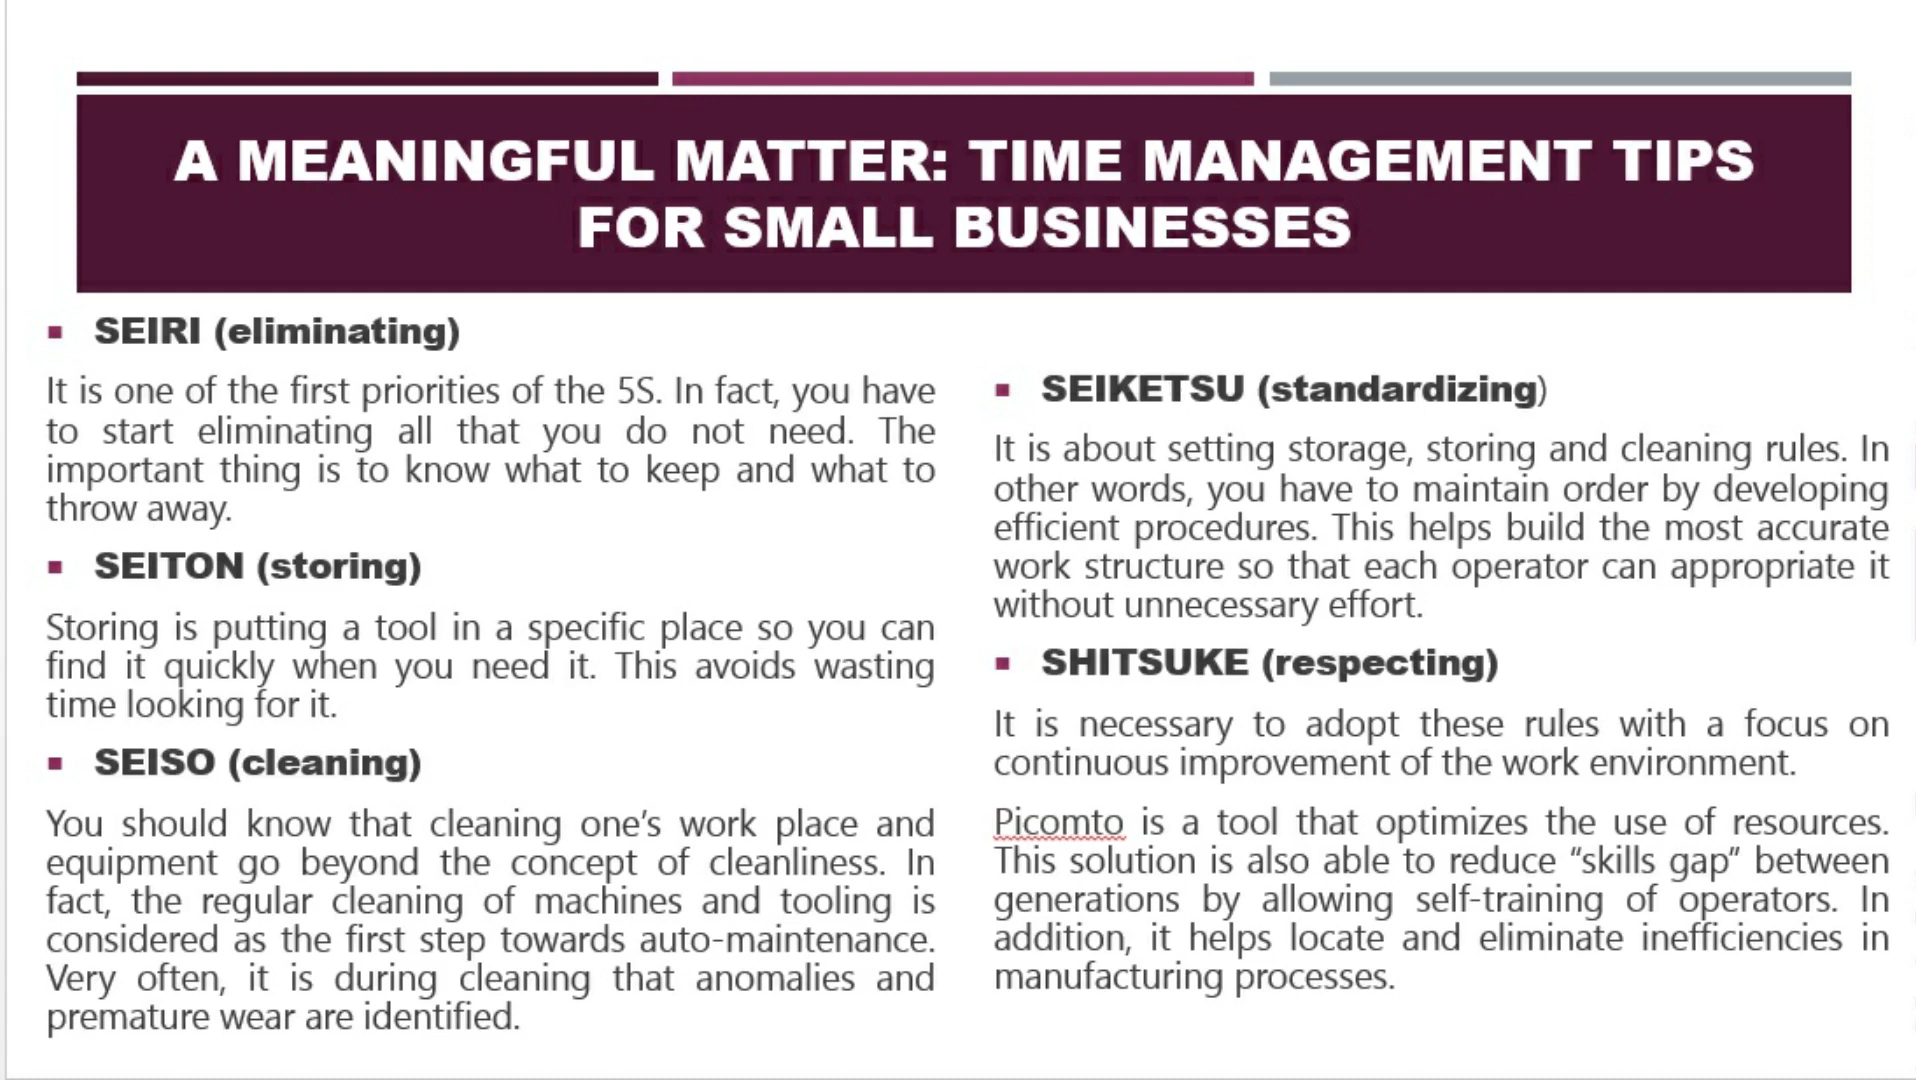 A MEANINGFUL MATTER: TIME MANAGEMENT TIPS
FOR SMALL BUSINESSES
SEIRI (eliminating)
It is one of the first priorities of the 5S. In fact, you have
to start eliminating all that you do not need. The
important thing is to know what to keep and what to
throw away.
SEITON (storing)
Storing is putting a tool in a specific place so you can
find it quickly when you need it. This avoids wasting
time looking for it.
SEISO (cleaning)
You should know that cleaning one's work place and
equipment go beyond the concept of cleanliness. In
fact, the regular cleaning of machines and tooling is
considered as the first step towards auto-maintenance.
Very often, it is during cleaning that anomalies and
premature wear are identified.
SEIKETSU (standardizing)
It is about setting storage, storing and cleaning rules. In
other words, you have to maintain order by developing
efficient procedures. This helps build the most accurate
work structure so that each operator can appropriate it
without unnecessary effort.
SHITSUKE (respecting)
It is necessary to adopt these rules with a focus on
continuous improvement of the work environment.
Picomto is a tool that optimizes the use of resources.
This solution is also able to reduce “skills gap” between
generations by allowing self-training of operators. In
addition, it helps locate and eliminate inefficiencies in
manufacturing processes.